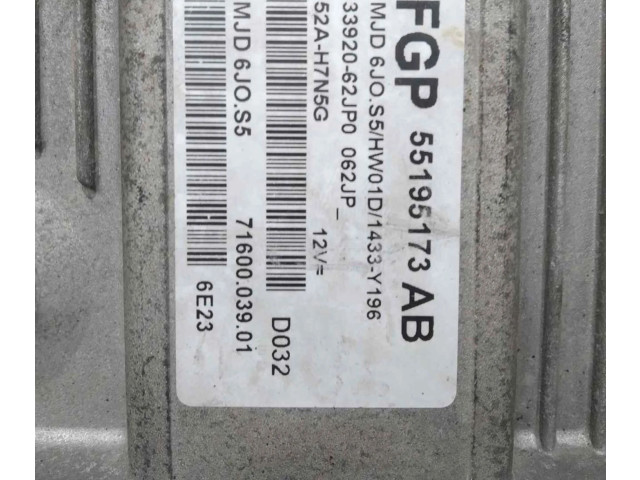 FGP 55195173 AB
MJD 6JO.S5/HW01D/1433-Y196
33920-62JP0 062JP_
52A-H7N5G 12V=
D032
MJD 6JO.S5 71600.039.01
6E23